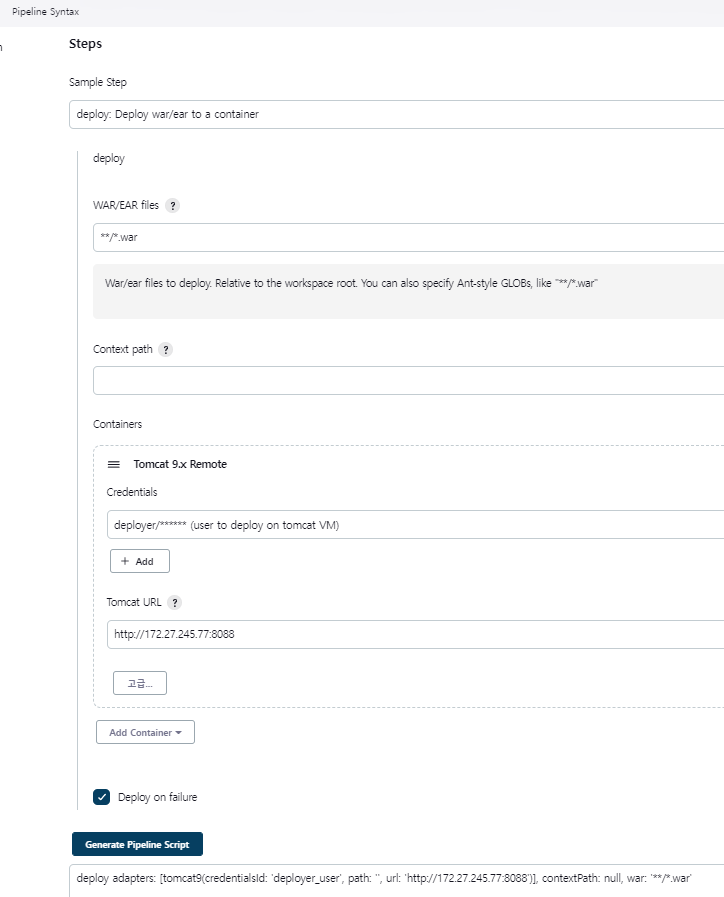 Pipeline Syntax
Steps
Sample Step
deploy: Deploy war/ear to a container
deploy
WAR/EAR files ?
**/*.war
War/ear files to deploy. Relative to the workspace root. You can also specify Ant-style GLOBs, like "**/*.war"
Context path ?
Containers
Tomcat 9.x Remote
Credentials
deployer/****** (user to deploy on tomcat VM)
+ Add
Tomcat URL ?
http://172.27.245.77:8088
고급...
Add Container
Deploy on failure
Generate Pipeline Script
deploy adapters: [tomcat9(credentialsId: 'deployer_user', path: '', url: 'http://172.27.245.77:8088')], contextPath: null, war: '**/*.war'